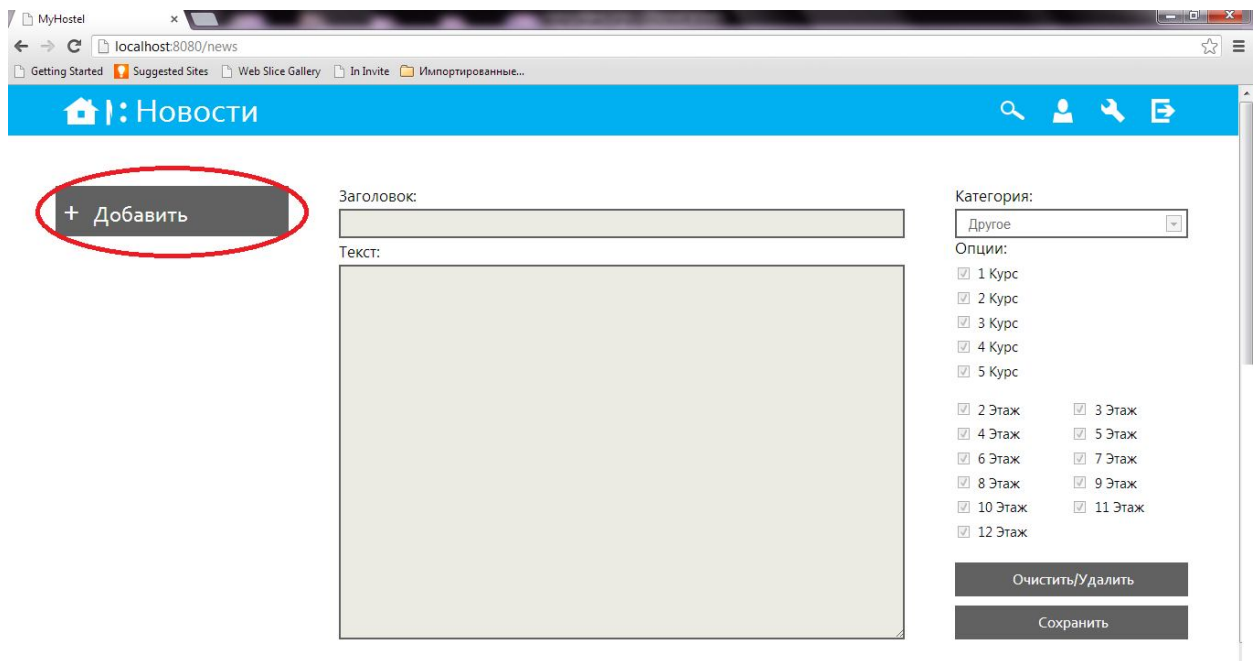 MyHostel
localhost:8080/news
Getting Started Suggested Sites Web Slice Gallery In Invite Импортированные...
: Новости
+ Добавить
Заголовок:
Текст:
Категория:
Другое
Опции:
1 Курс
2 Курс
3 Курс
4 Курс
5 Курс
2 Этаж 3 Этаж
4 Этаж 5 Этаж
6 Этаж 7 Этаж
8 Этаж 9 Этаж
10 Этаж 11 Этаж
12 Этаж
Очистить/Удалить
Сохранить